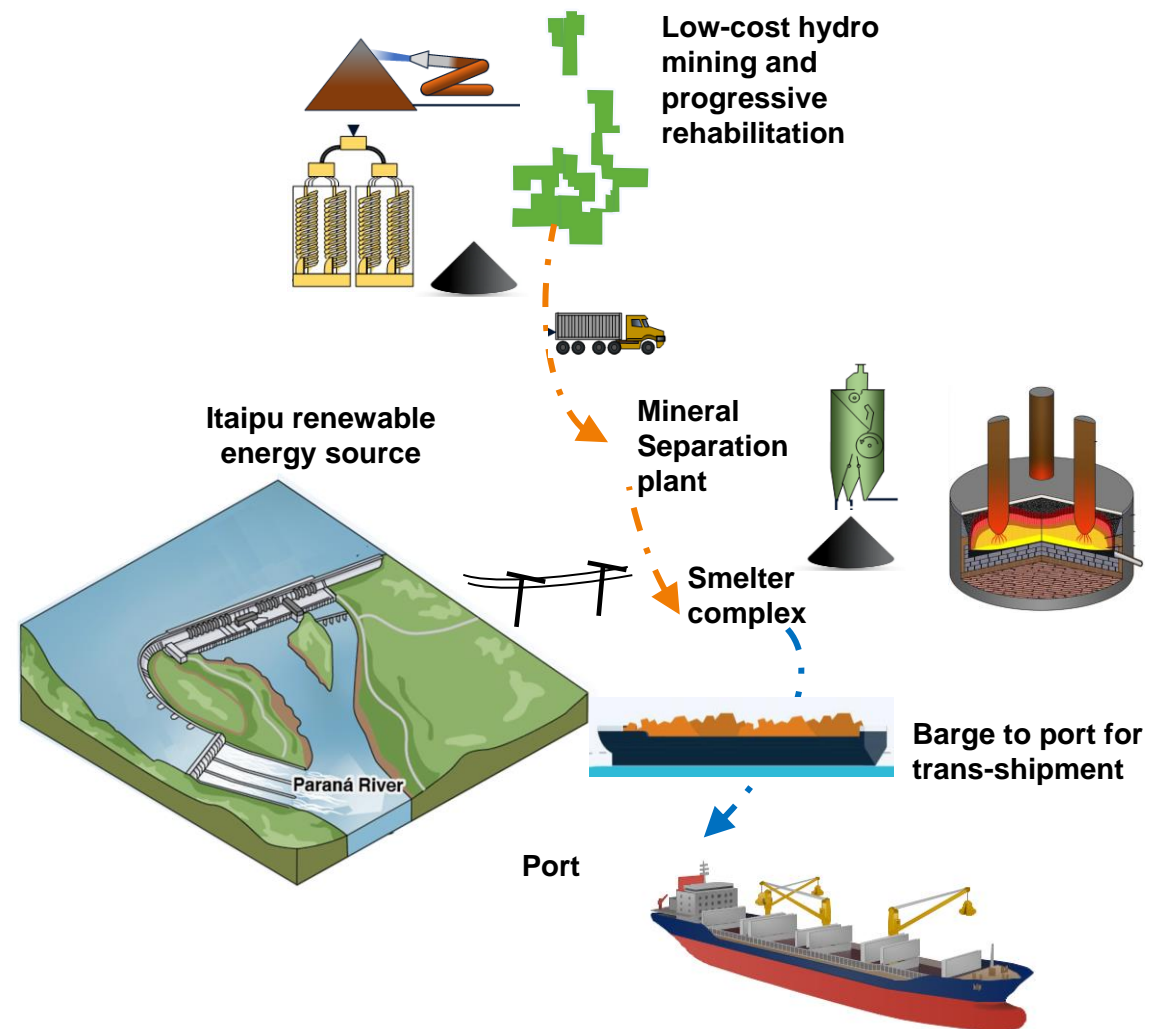 Low-cost hydro
mining and
progressive
rehabilitation
Itaipu renewable
energy source
Mineral
Separation
plant
Smelter
complex
Paraná River
Barge to port for
trans-shipment
Port